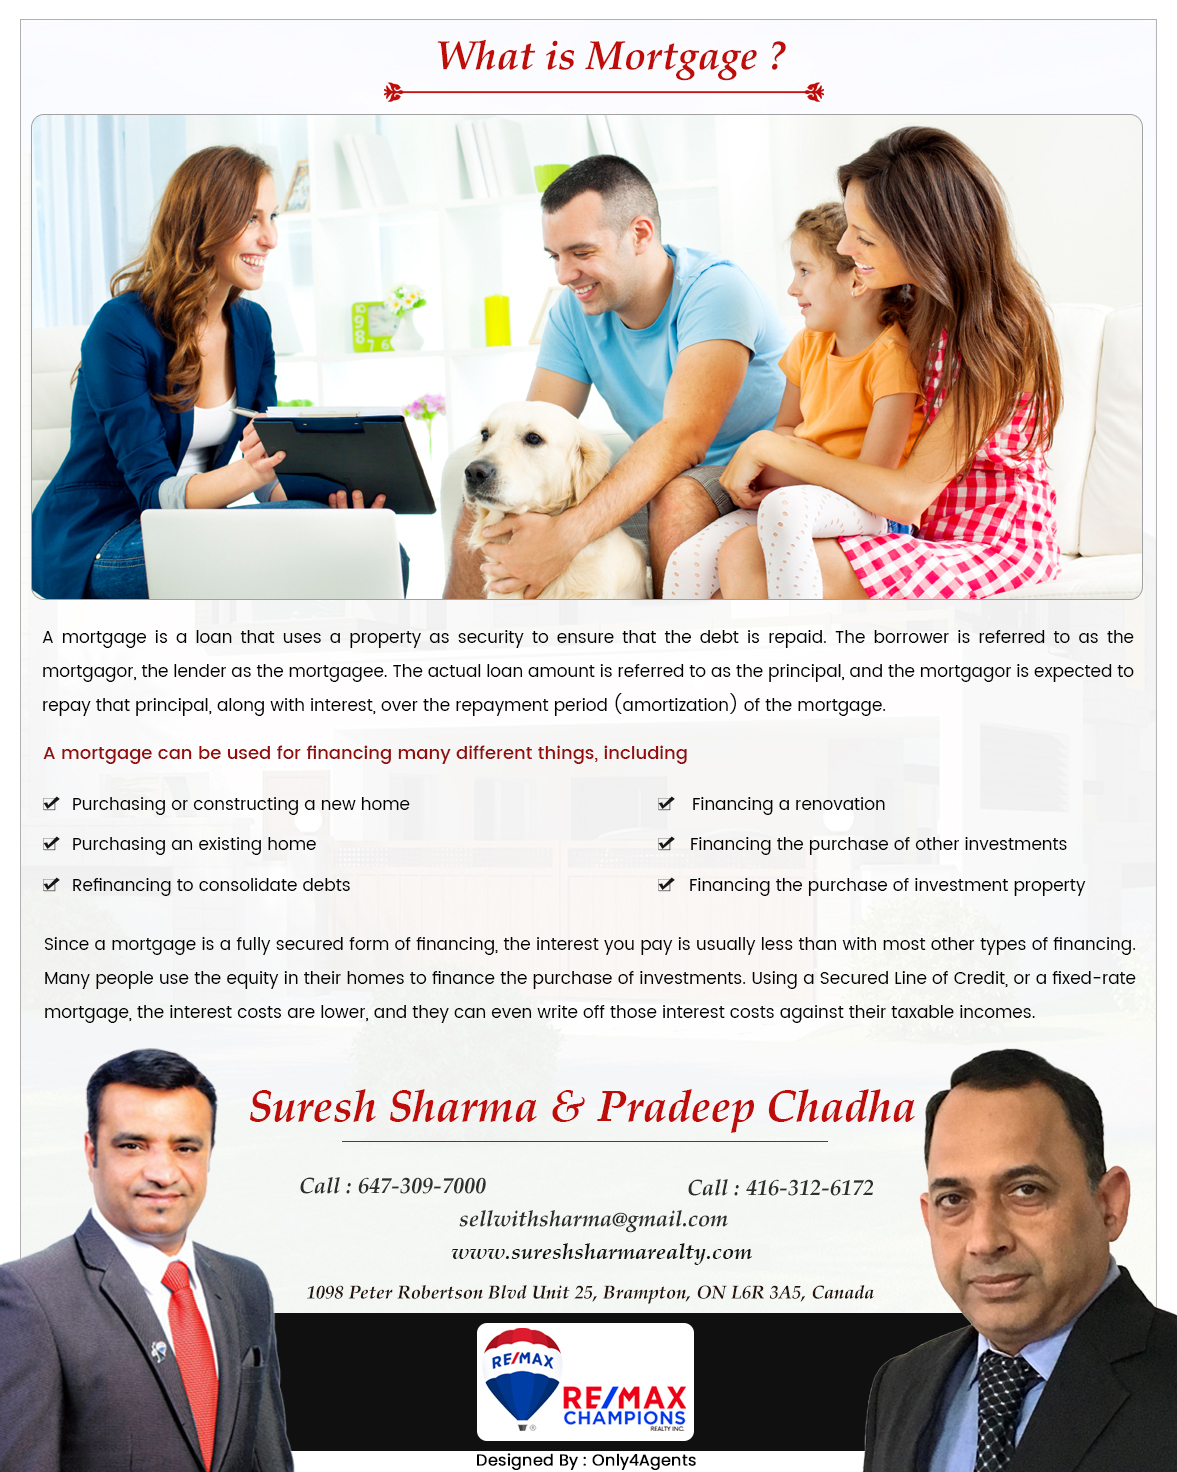 What is Mortgage ?
A mortgage is a loan that uses a property as security to ensure that the debt is repaid. The borrower is referred to as the
mortgagor, the lender as the mortgagee. The actual loan amount is referred to as the principal, and the mortgagor is expected to
repay that principal, along with interest, over the repayment period (amortization) of the mortgage.
A mortgage can be used for financing many different things, including
Purchasing or constructing a new home
Purchasing an existing home
Refinancing to consolidate debts
Financing a renovation
Financing the purchase of other investments
Financing the purchase of investment property
Since a mortgage is a fully secured form of financing, the interest you pay is usually less than with most other types of financing.
Many people use the equity in their homes to finance the purchase of investments. Using a Secured Line of Credit, or a fixed-rate
mortgage, the interest costs are lower, and they can even write off those interest costs against their taxable incomes.
Suresh Sharma & Pradeep Chadha
Call : 647-309-7000
Call : 416-312-6172
sellwithsharma@gmail.com
www.sureshsharmarealty.com
1098 Peter Robertson Blvd Unit 25, Brampton, ON L6R 3A5, Canada
RE/MAX
®
RE/MAX
CHAMPIONS
REALTY INC.
Designed By : Only4Agents